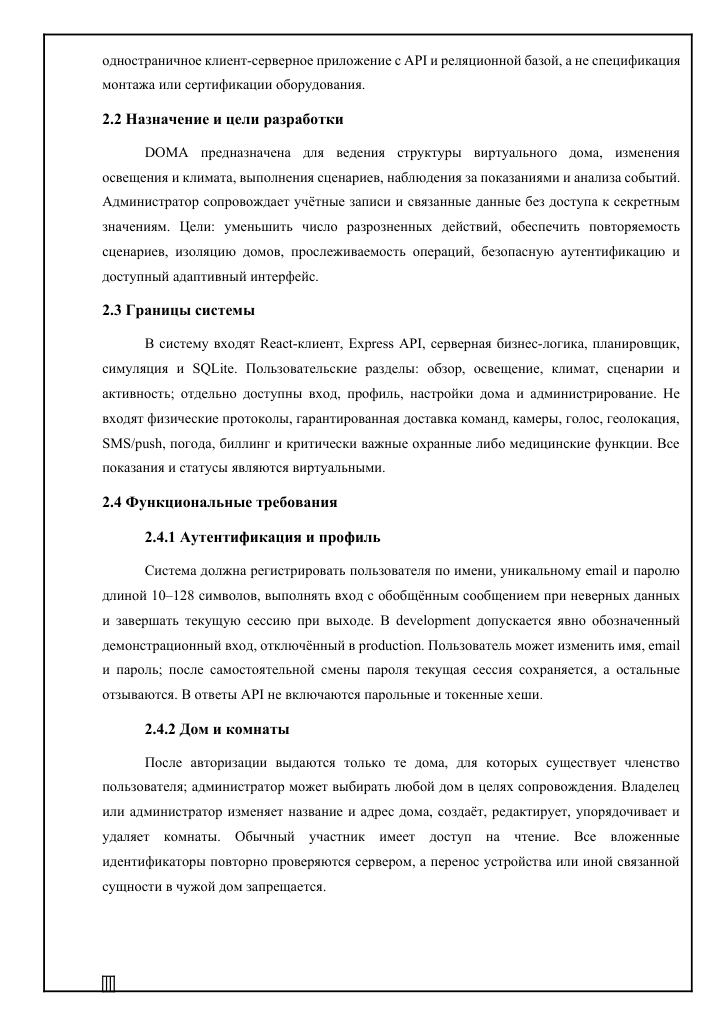 одностраничное клиент-серверное приложение с API и реляционной базой, а не спецификация
монтажа или сертификации оборудования.
2.2 Назначение и цели разработки
DOMA предназначена для ведения структуры виртуального дома, изменения
освещения и климата, выполнения сценариев, наблюдения за показаниями и анализа событий.
Администратор сопровождает учётные записи и связанные данные без доступа к секретным
значениям. Цели: уменьшить число разрозненных действий, обеспечить повторяемость
сценариев, изоляцию домов, прослеживаемость операций, безопасную аутентификацию и
доступный адаптивный интерфейс.
2.3 Границы системы
В систему входят React-клиент, Express API, серверная бизнес-логика, планировщик,
симуляция и SQLite. Пользовательские разделы: обзор, освещение, климат, сценарии и
активность; отдельно доступны вход, профиль, настройки дома и администрирование. Не
входят физические протоколы, гарантированная доставка команд, камеры, голос, геолокация,
SMS/push, погода, биллинг и критически важные охранные либо медицинские функции. Все
показания и статусы являются виртуальными.
2.4 Функциональные требования
2.4.1 Аутентификация и профиль
Система должна регистрировать пользователя по имени, уникальному email и паролю
длиной 10–128 символов, выполнять вход с обобщённым сообщением при неверных данных
и завершать текущую сессию при выходе. В development допускается явно обозначенный
демонстрационный вход, отключённый в production. Пользователь может изменить имя, email
и пароль; после самостоятельной смены пароля текущая сессия сохраняется, а остальные
отзываются. В ответы API не включаются парольные и токенные хеши.
2.4.2 Дом и комнаты
После авторизации выдаются только те дома, для которых существует членство
пользователя; администратор может выбирать любой дом в целях сопровождения. Владелец
или администратор изменяет название и адрес дома, создаёт, редактирует, упорядочивает и
удаляет комнаты. Обычный участник имеет доступ на чтение. Все вложенные
идентификаторы повторно проверяются сервером, а перенос устройства или иной связанной
сущности в чужой дом запрещается.